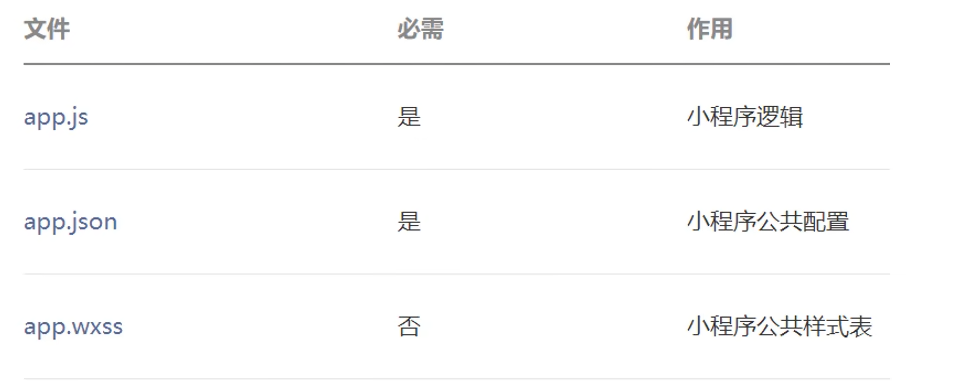 文件 必需 作用
app.js 是 小程序逻辑
app.json 是 小程序公共配置
app.wxss 否 小程序公共样式表